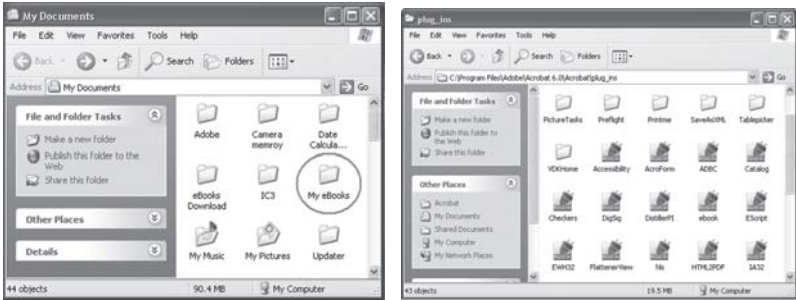 My Documents
File Edit View Favorites Tools Help
Back Search Folders
Address My Documents Go
File and Folder Tasks
Make a new folder
Publish this folder to the
Web
Share this folder
Other Places
Details
Adobe Camera memroy Date Calcula...
eBooks Download IC3 My eBooks
My Music My Pictures Updater
44 objects 90.4 MB My Computer
plug_ins
File Edit View Favorites Tools Help
Back Search Folders
Address C:\Program Files\Adobe\Acrobat 6.0\Acrobat\plug_ins Go
File and Folder Tasks
Make a new folder
Publish this folder to
the Web
Share this folder
Other Places
Acrobat
My Documents
Shared Documents
My Computer
My Network Places
PictureTasks Preflight Printme SaveAsXML Tablepicker
VDKHome Accessibility AcroForm ADBC Catalog
Checkers DigSig DistillerPI ebook EScript
EWH32 FlattenerView hls HTML2PDF IA32
43 objects 19.5 MB My Computer